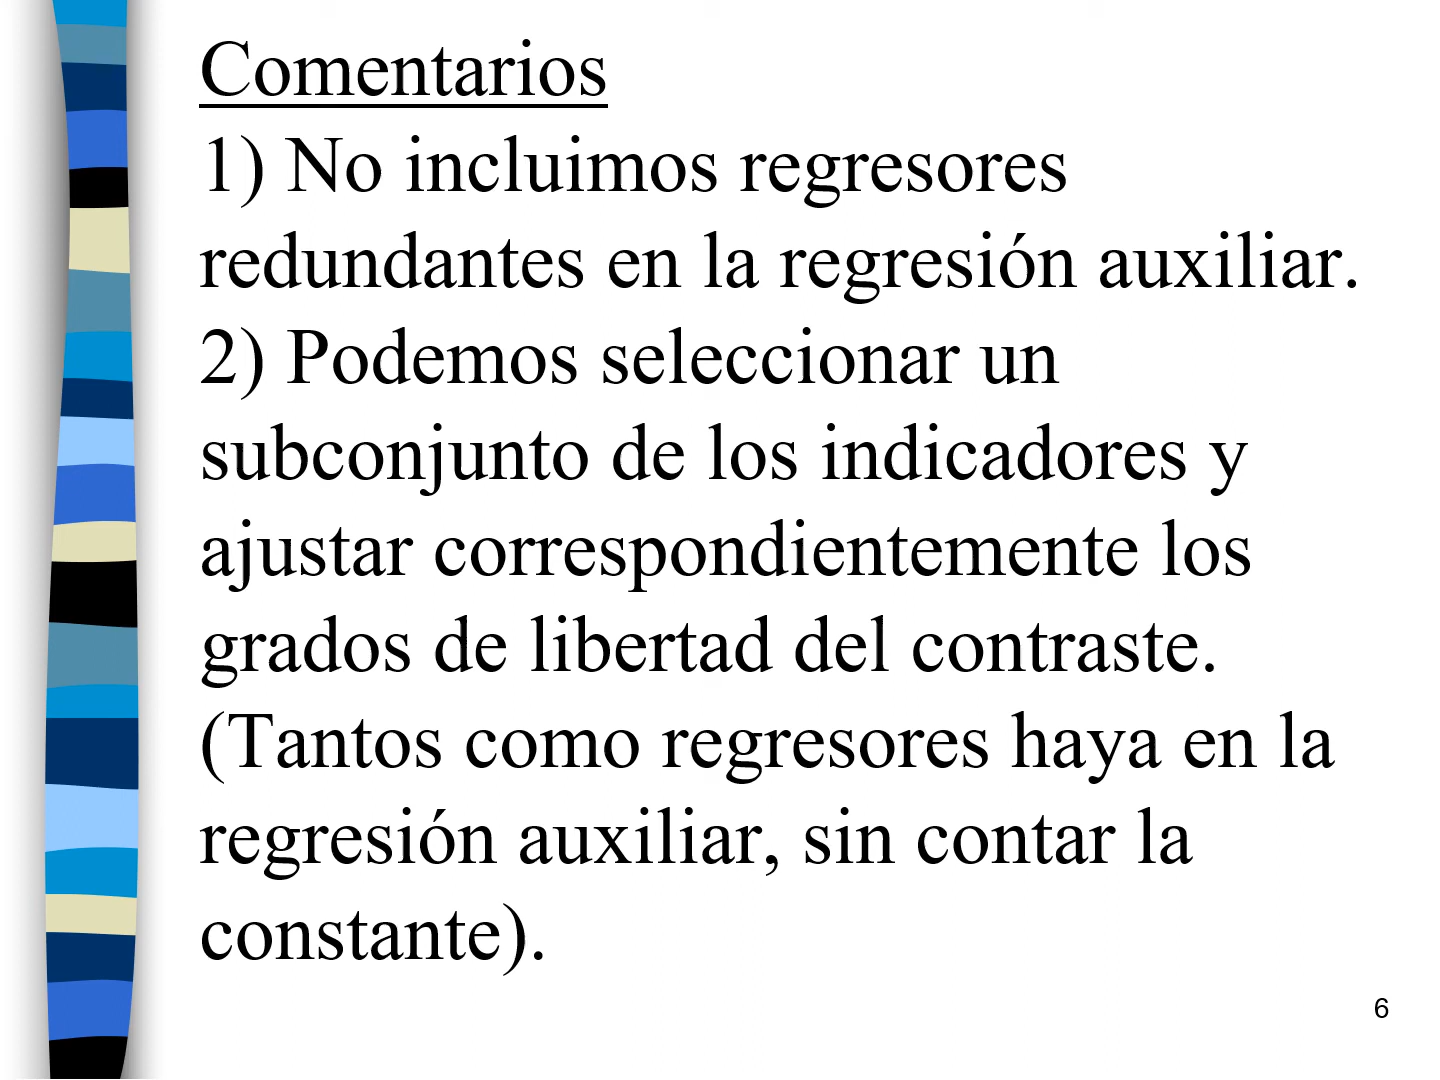 Comentarios
1) No incluimos regresores
redundantes en la regresión auxiliar.
2) Podemos seleccionar un
subconjunto de los indicadores y
ajustar correspondientemente los
grados de libertad del contraste.
(Tantos como regresores haya en la
regresión auxiliar, sin contar la
constante).
6